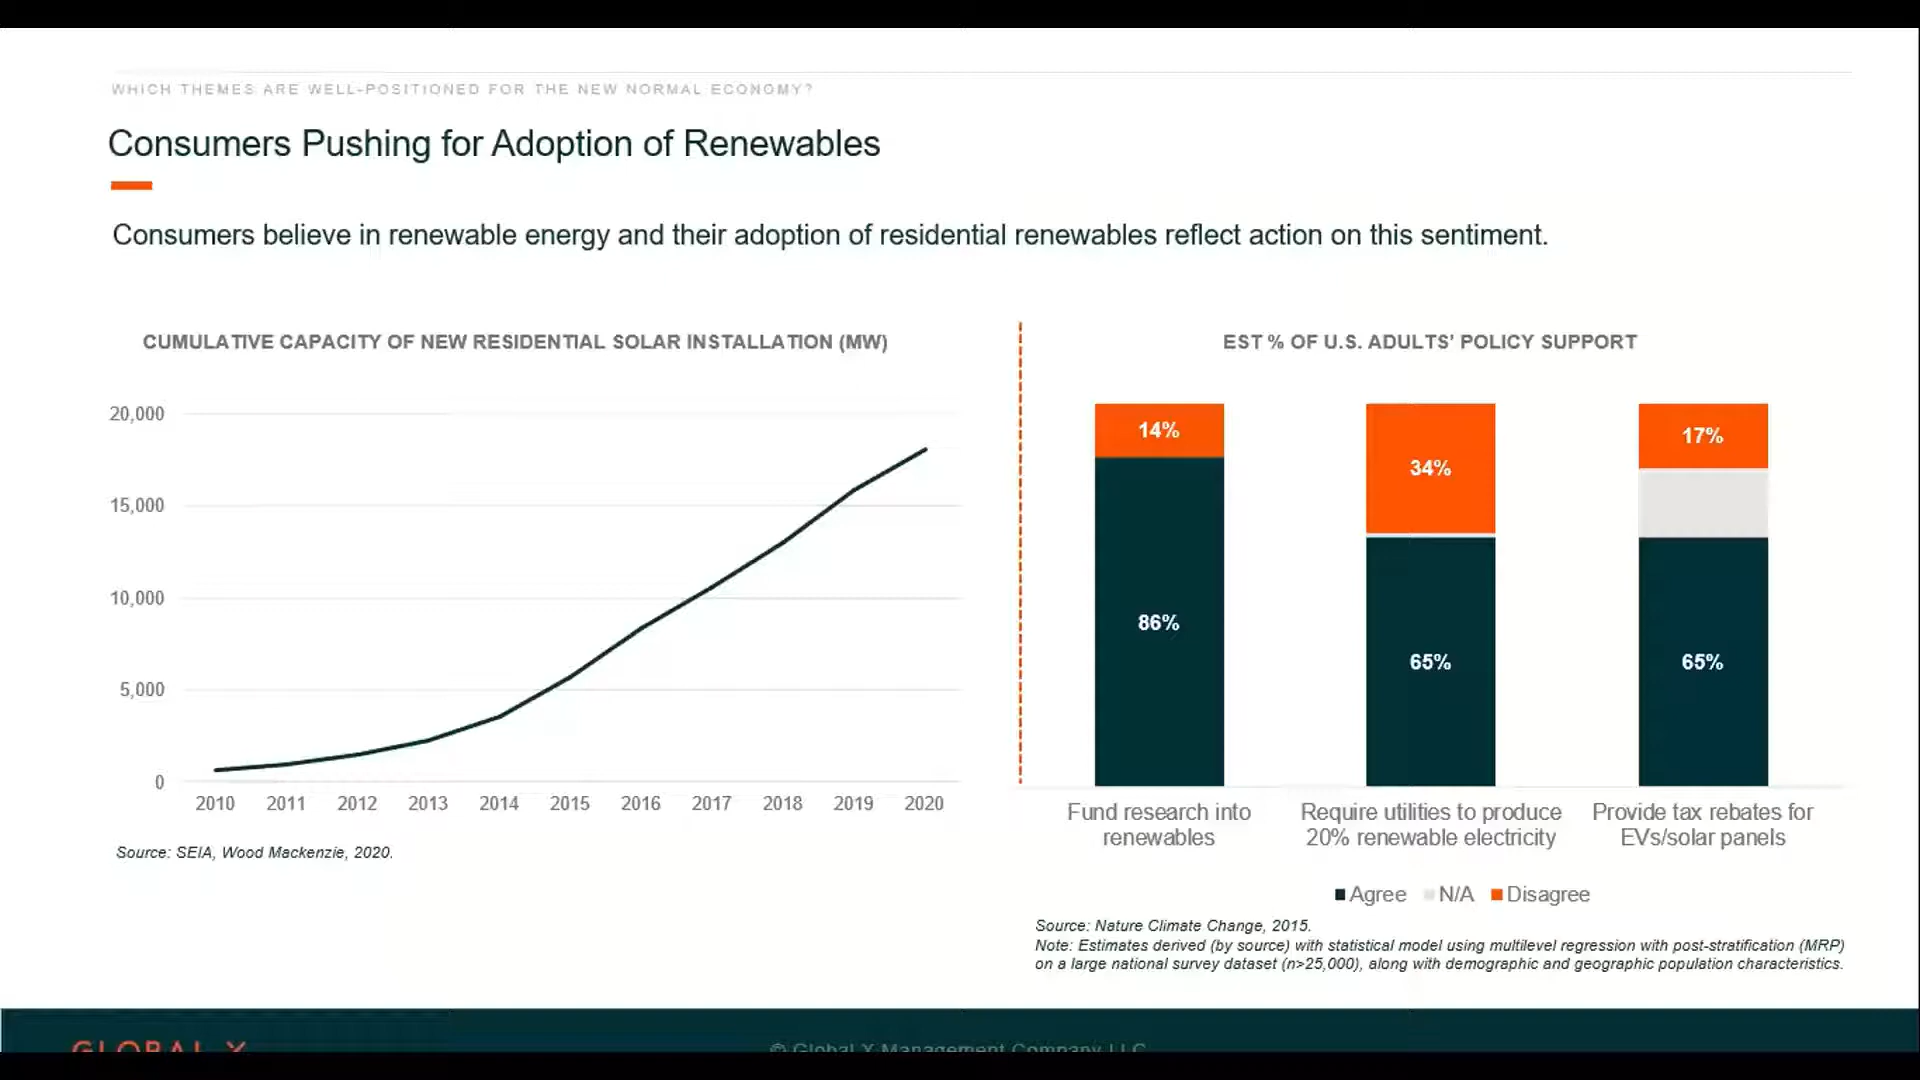 WHICH THEMES ARE WELL-POSITIONED FOR THE NEW NORMAL ECONOMY?
Consumers Pushing for Adoption of Renewables
Consumers believe in renewable energy and their adoption of residential renewables reflect action on this sentiment.
CUMULATIVE CAPACITY OF NEW RESIDENTIAL SOLAR INSTALLATION (MW)
20,000
15,000
10,000
5,000
0
2010 2011 2012 2013 2014 2015 2016 2017 2018 2019 2020
Source: SEIA, Wood Mackenzie, 2020.
EST % OF U.S. ADULTS' POLICY SUPPORT
14%
34%
17%
86%
65%
65%
Fund research into
renewables
Require utilities to produce
20% renewable electricity
Provide tax rebates for
EVs/solar panels
Agree N/A Disagree
Source: Nature Climate Change, 2015.
Note: Estimates derived (by source) with statistical model using multilevel regression with post-stratification (MRP)
on a large national survey dataset (n>25,000), along with demographic and geographic population characteristics.
GLOBAL X
© Global X Management Company LLC